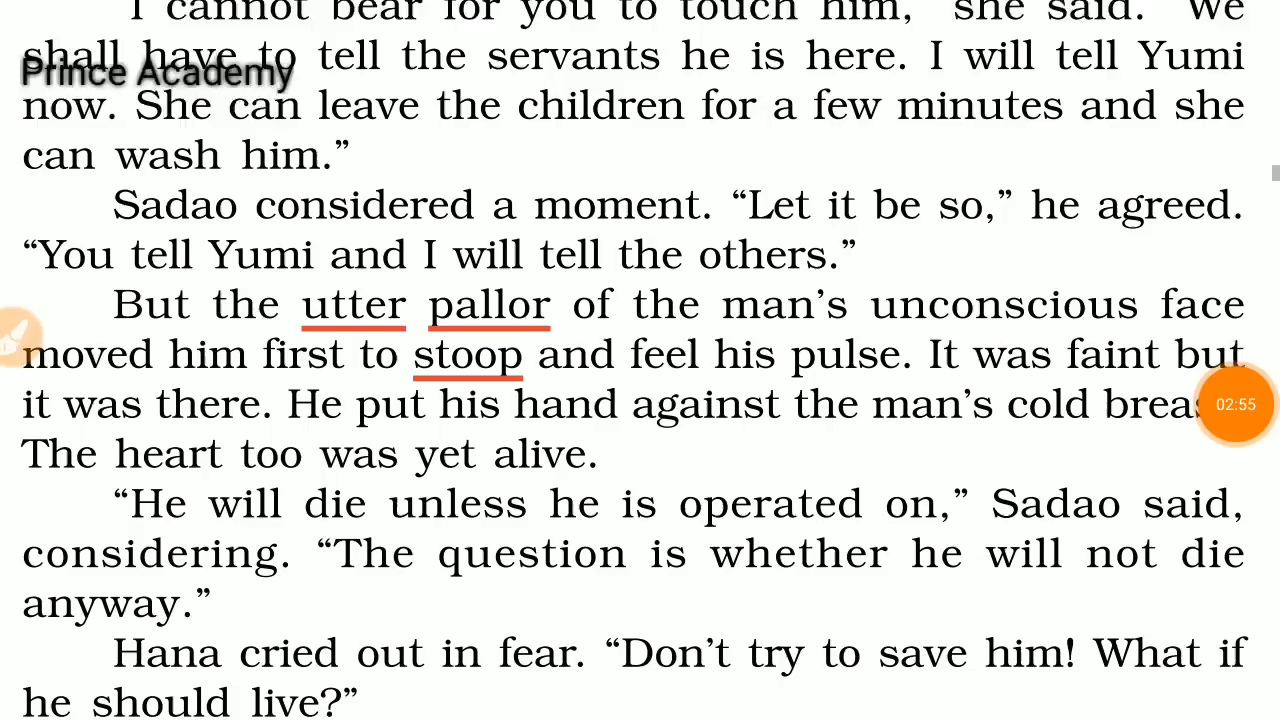 "I cannot bear for you to touch him," she said. "We
shall have to tell the servants he is here. I will tell Yumi
Prince Academy
now. She can leave the children for a few minutes and she
can wash him.”
Sadao considered a moment. “Let it be so,” he agreed.
“You tell Yumi and I will tell the others.”
But the utter pallor of the man’s unconscious face
moved him first to stoop and feel his pulse. It was faint but
it was there. He put his hand against the man’s cold
02:55
The heart too was yet alive.
“He will die unless he is operated on,” Sadao said,
considering. “The question is whether he will not die
anyway.”
Hana cried out in fear. “Don’t try to save him! What if
he should live?”